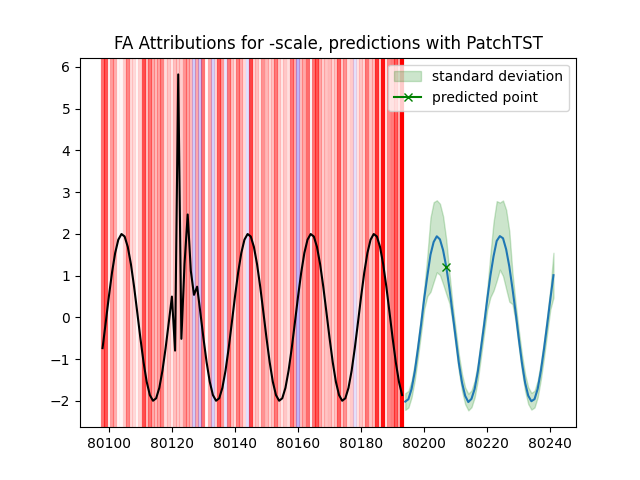 FA Attributions for -scale, predictions with PatchTST
standard deviation
predicted point
6
5
4
3
2
1
0
−1
−2
80100 80120 80140 80160 80180 80200 80220 80240